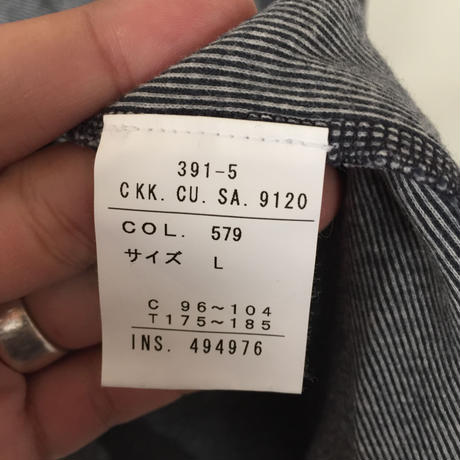 391-5
CKK. CU. SA. 9120
COL. 579
サイズ L
C 96～104
T175～185
INS. 494976